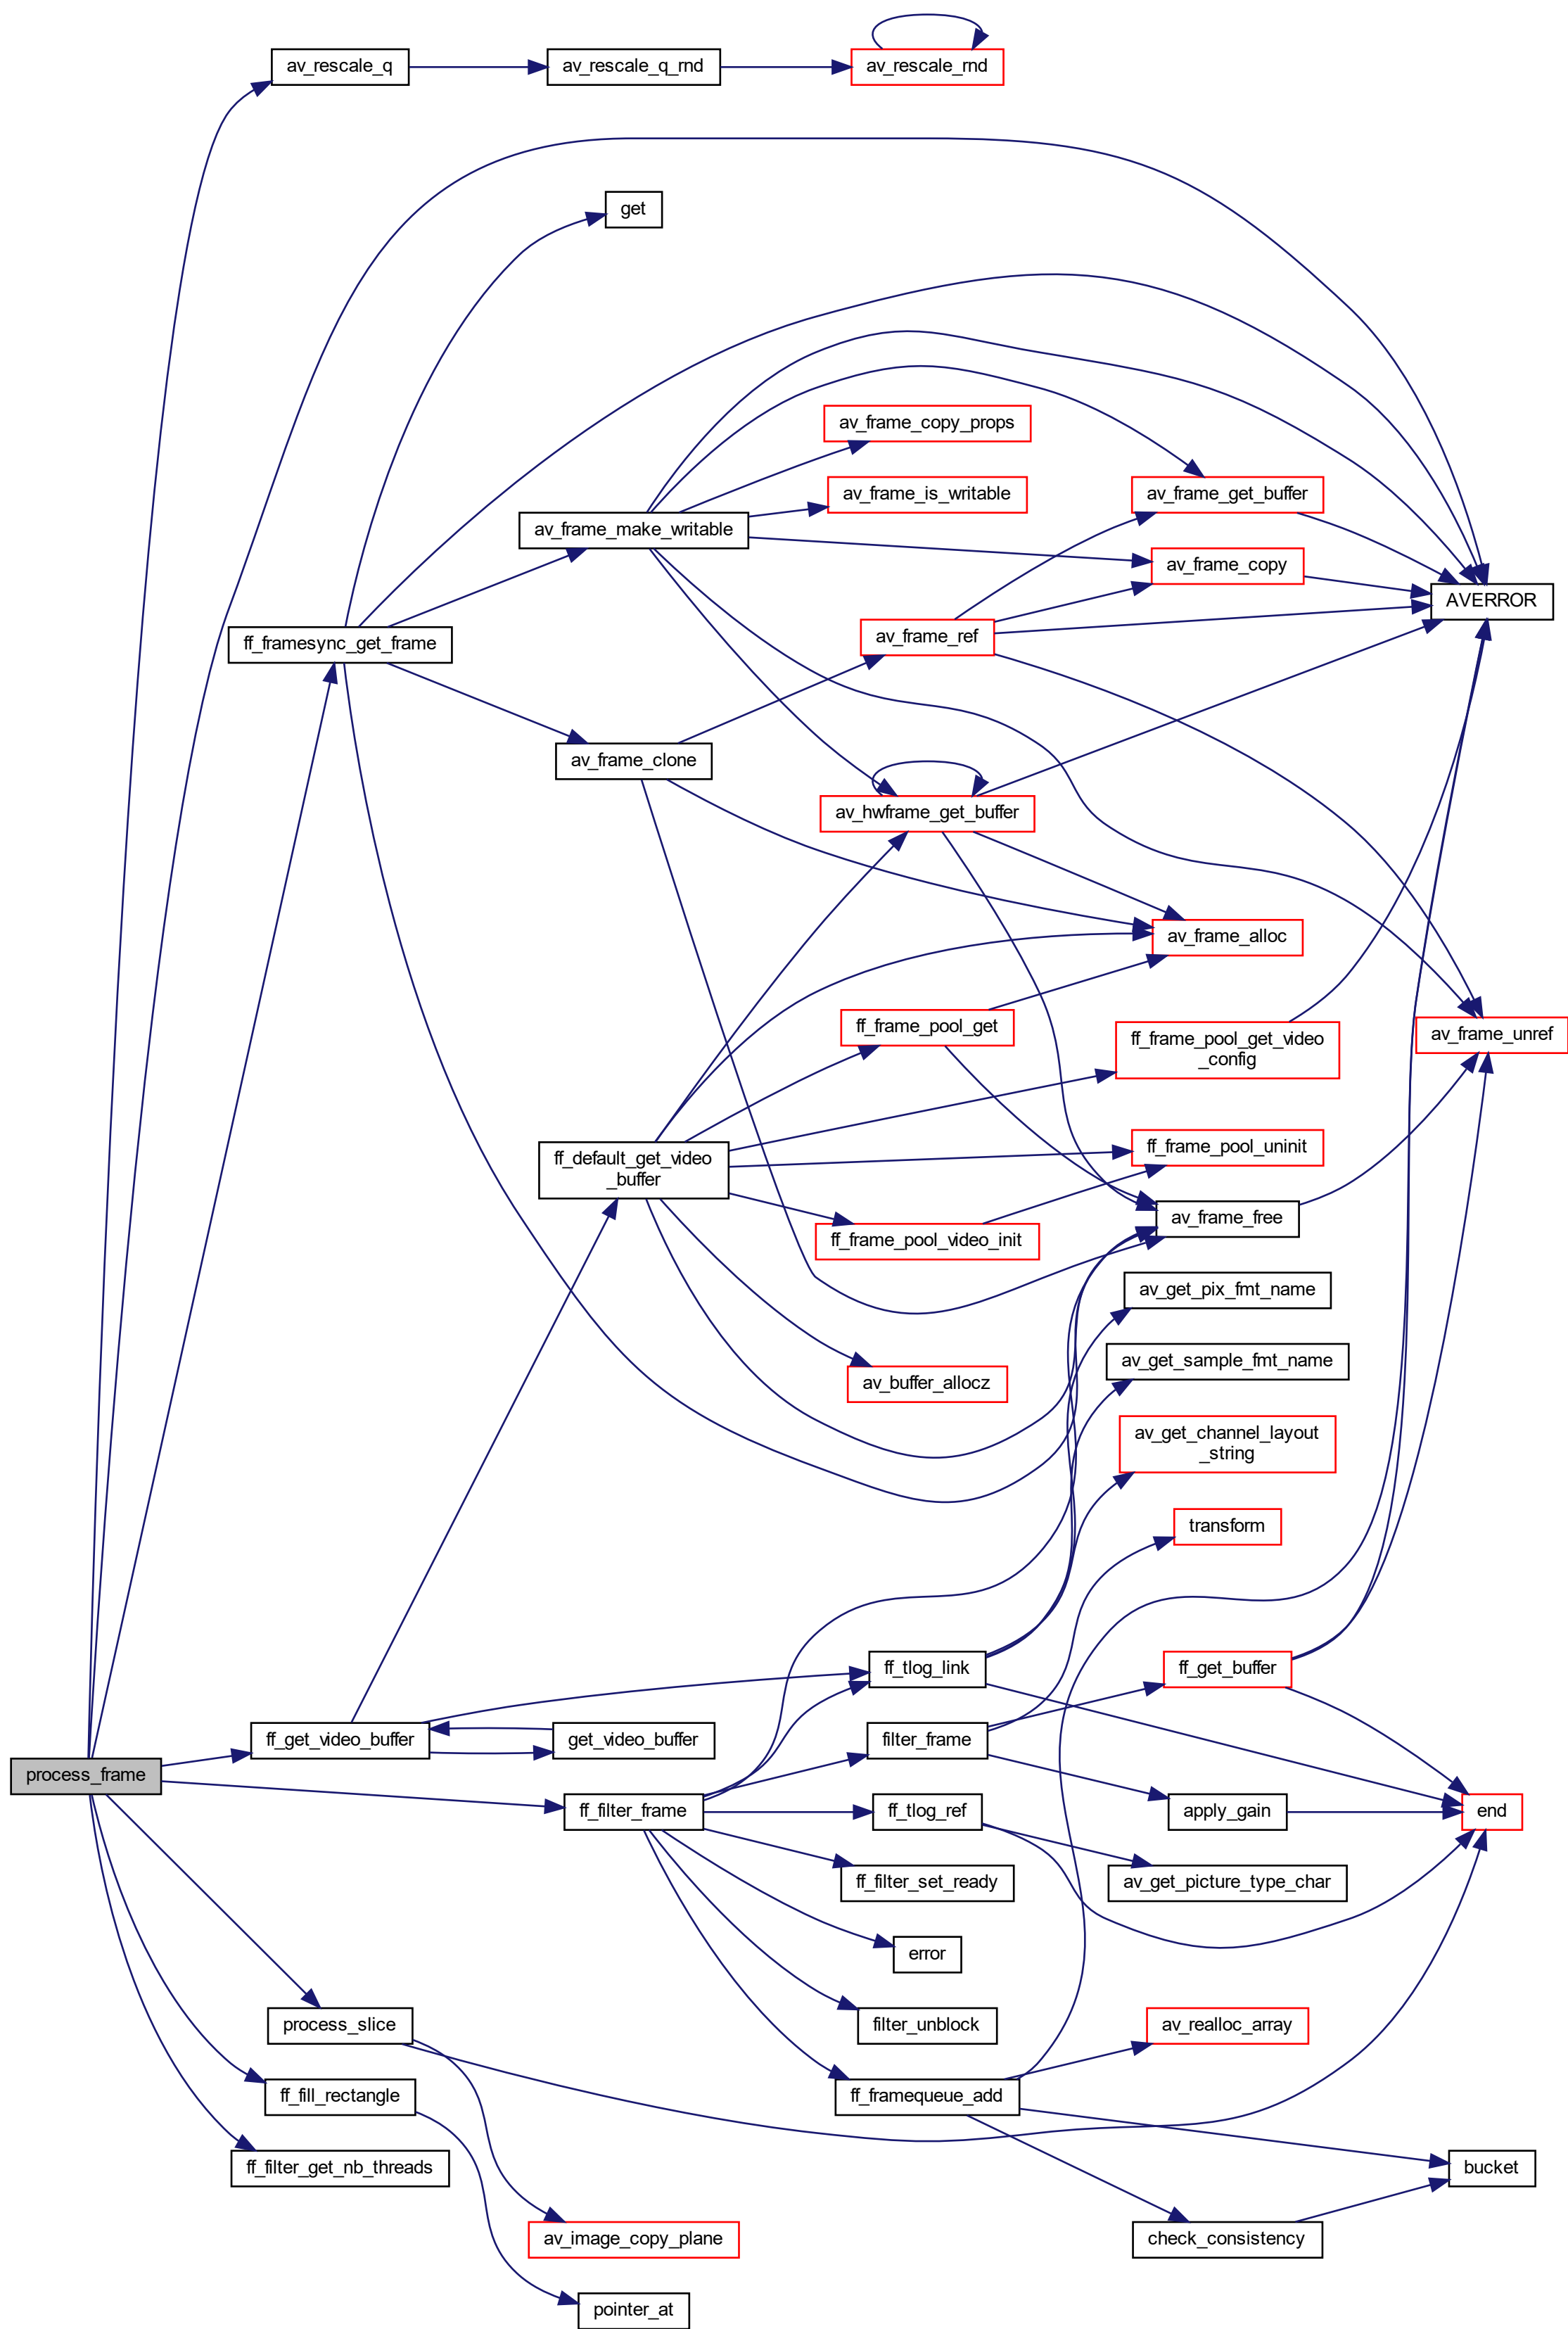 av_rescale_q
av_rescale_q_rnd
av_rescale_rnd
get
av_frame_copy_props
av_frame_is_writable
av_frame_get_buffer
av_frame_make_writable
av_frame_copy
AVERROR
ff_framesync_get_frame
av_frame_ref
av_frame_clone
av_hwframe_get_buffer
av_frame_alloc
ff_frame_pool_get
ff_frame_pool_get_video
_config
av_frame_unref
ff_default_get_video
_buffer
ff_frame_pool_uninit
av_frame_free
ff_frame_pool_video_init
av_get_pix_fmt_name
av_get_sample_fmt_name
av_buffer_allocz
av_get_channel_layout
_string
transform
ff_tlog_link
ff_get_buffer
ff_get_video_buffer
get_video_buffer
filter_frame
process_frame
ff_filter_frame
ff_tlog_ref
apply_gain
end
ff_filter_set_ready
av_get_picture_type_char
error
process_slice
filter_unblock
av_realloc_array
ff_fill_rectangle
ff_framequeue_add
ff_filter_get_nb_threads
bucket
av_image_copy_plane
check_consistency
pointer_at